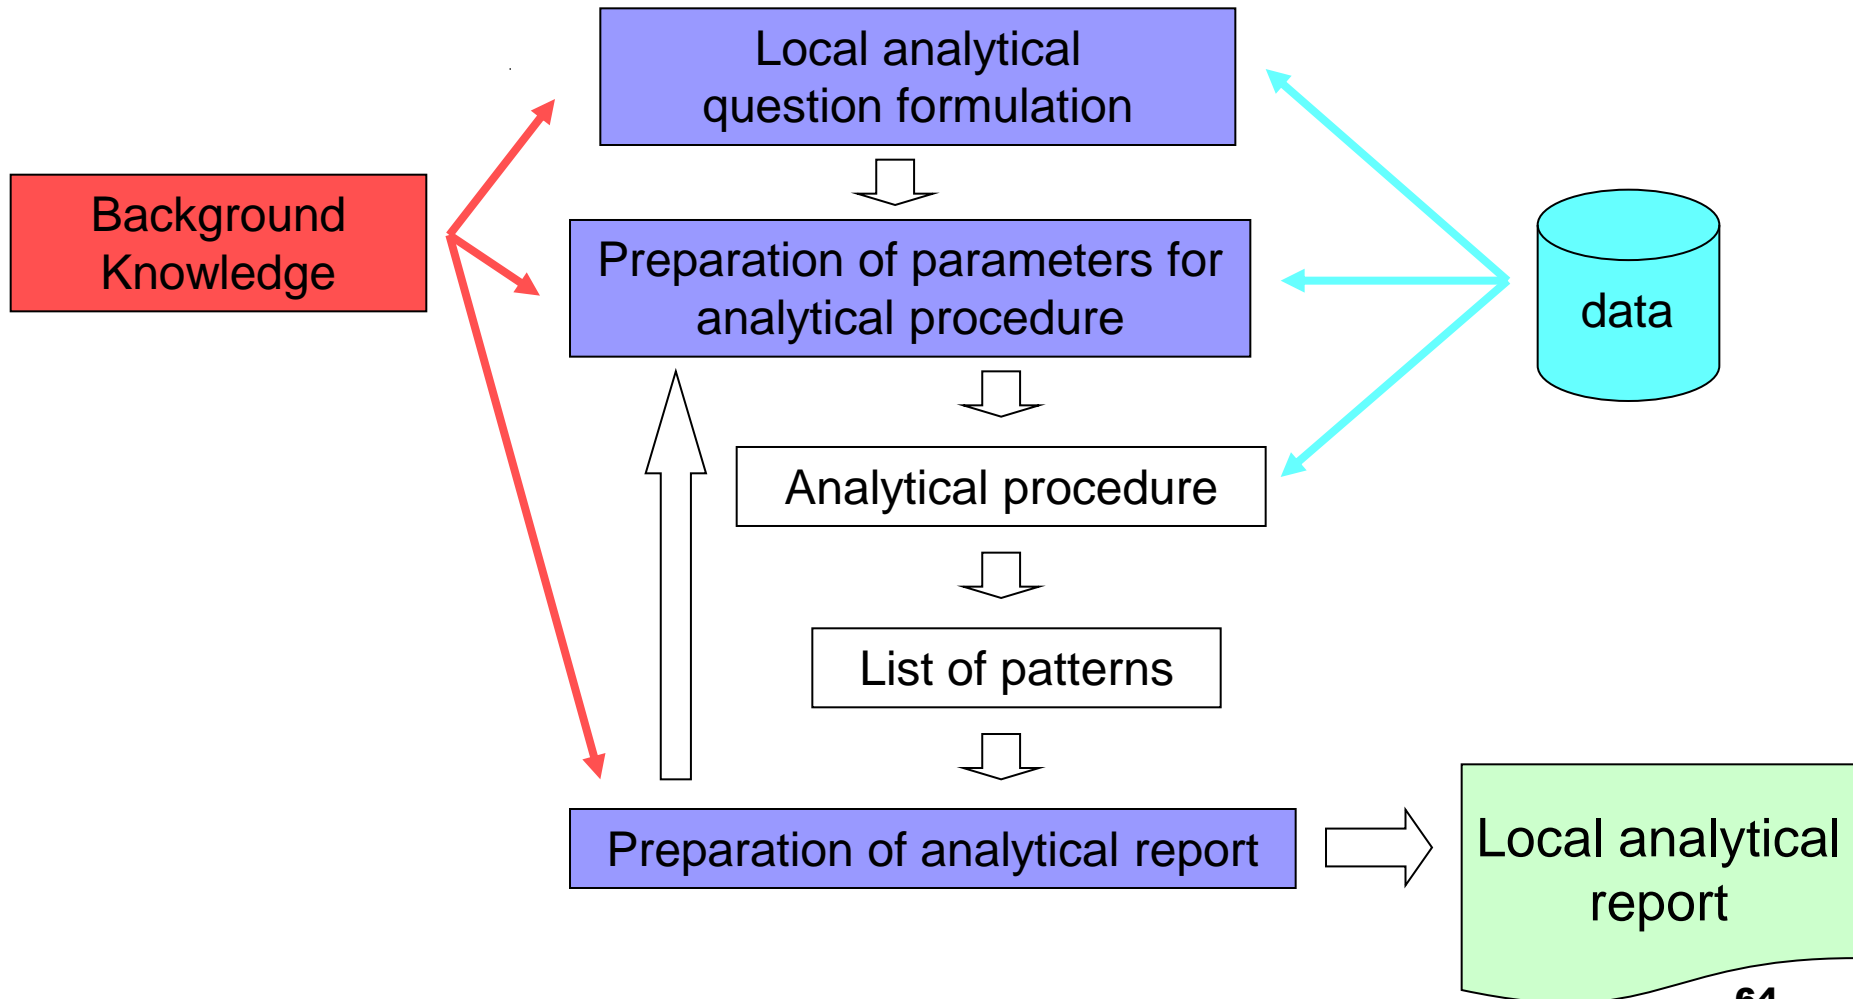 Local analytical
question formulation
Background
Knowledge
Preparation of parameters for
analytical procedure
data
Analytical procedure
List of patterns
Preparation of analytical report
Local analytical
report
64